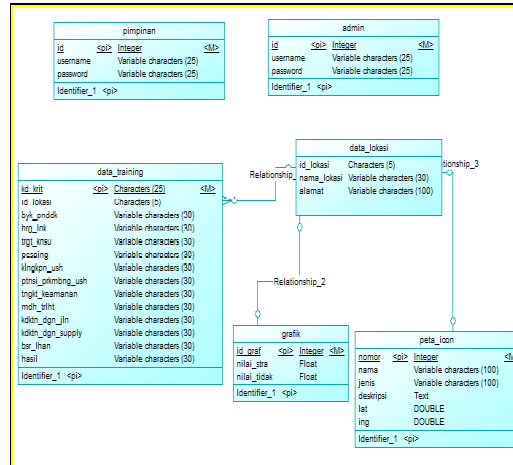 pimpinan
id <pi> Integer <M>
username Variable characters (25)
password Variable characters (25)
Identifier_1 <pi>
admin
id <pi> Integer <M>
username Variable characters (25)
password Variable characters (25)
Identifier_1 <pi>
data_training
kd_krit <pi> Characters (25) <M>
id_lokasi Characters (5)
byk_pnddk Variable characters (30)
hrg_lnk Variable characters (30)
trgt_knsu Variable characters (30)
Variable characters (30)
klngkpn_ush Variable characters (30)
ptnsi_prkmbng_ush Variable characters (30)
tngkt_keamanan Variable characters (30)
mdh_trlht Variable characters (30)
kdktn_dgn_jln Variable characters (30)
kdktn_dgn_supply Variable characters (30)
bsr_lhan Variable characters (30)
hasil Variable characters (30)
Identifier_1 <pi>
Relationship_
data_lokasi
id_lokasi Characters (5)
nama_lokasi Variable characters (30)
alamat Variable characters (100)
tionship_3
Relationship_2
grafik
id_graf <pi> Integer <M>
nilai_stra Float
nilai_tidak Float
Identifier_1 <pi>
peta_icon
nomor <pi> Integer <M
nama Variable characters (100)
jenis Variable characters (100)
deskripsi Text
lat DOUBLE
lng DOUBLE
Identifier_1 <pi>